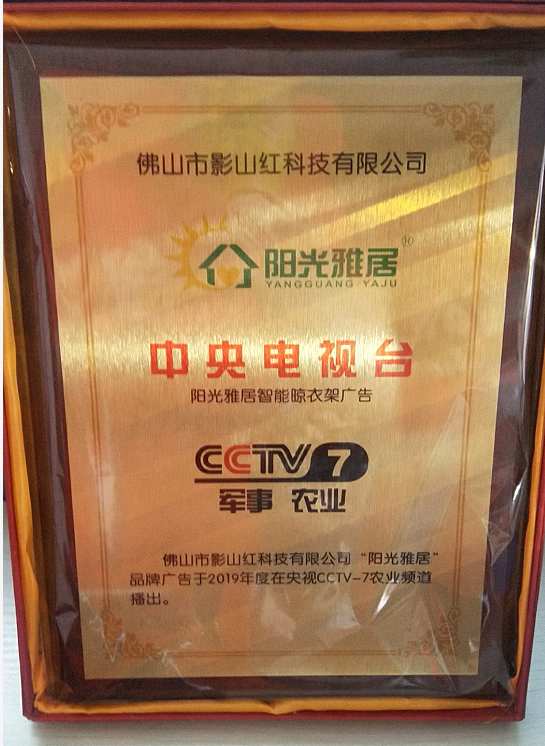 佛山市影山红科技有限公司
阳光雅居®
YANGGUANG YAJU
中央电视台
阳光雅居智能晾衣架广告
CCTV 7
军事 农业
佛山市影山红科技有限公司“阳光雅居”
品牌广告于2019年度在央视CCTV-7农业频道
播出。